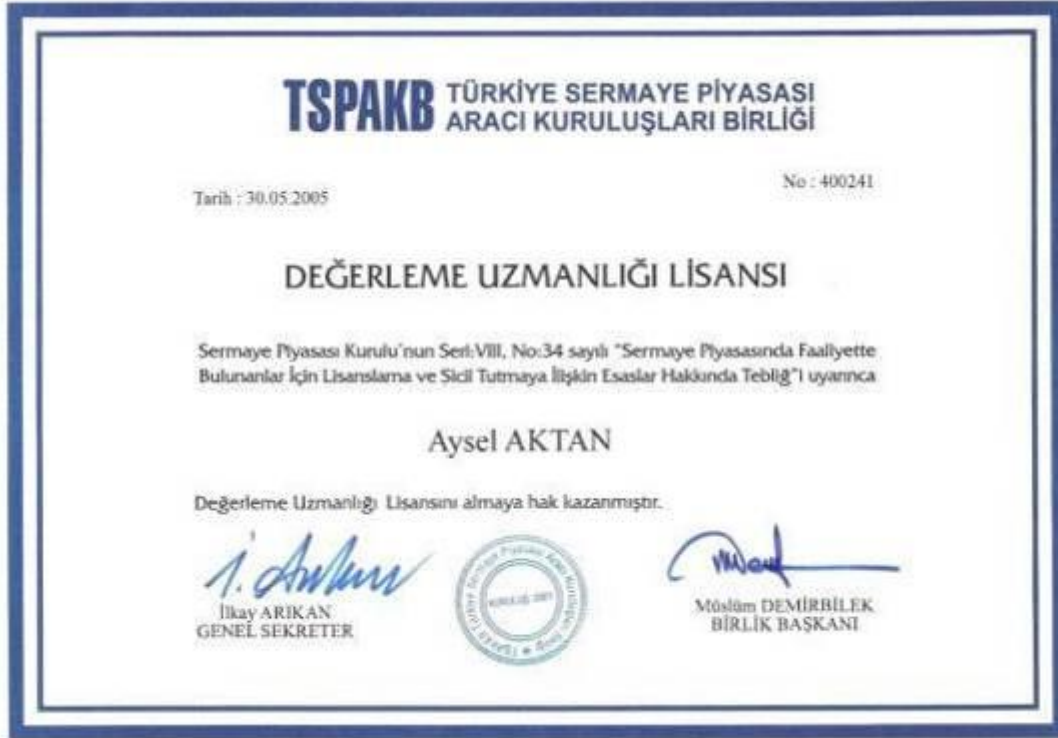 TSPAKB TÜRKİYE SERMAYE PİYASASI
ARACI KURULUŞLARI BİRLİĞİ
No : 400241
Tarih : 30.05.2005
DEĞERLEME UZMANLIĞI LİSANSI
Sermaye Piyasası Kurulu'nun Seri:VIII, No:34 sayılı "Sermaye Piyasasında Faaliyette
Bulunanlar İçin Lisanslama ve Sicil Tutmaya İlişkin Esaslar Hakkında Tebliğ"i uyarınca
Aysel AKTAN
Değerleme Uzmanlığı Lisansını almaya hak kazanmıştır.
İlkay ARIKAN
GENEL SEKRETER
Müslüm DEMİRBİLEK
BİRLİK BAŞKANI